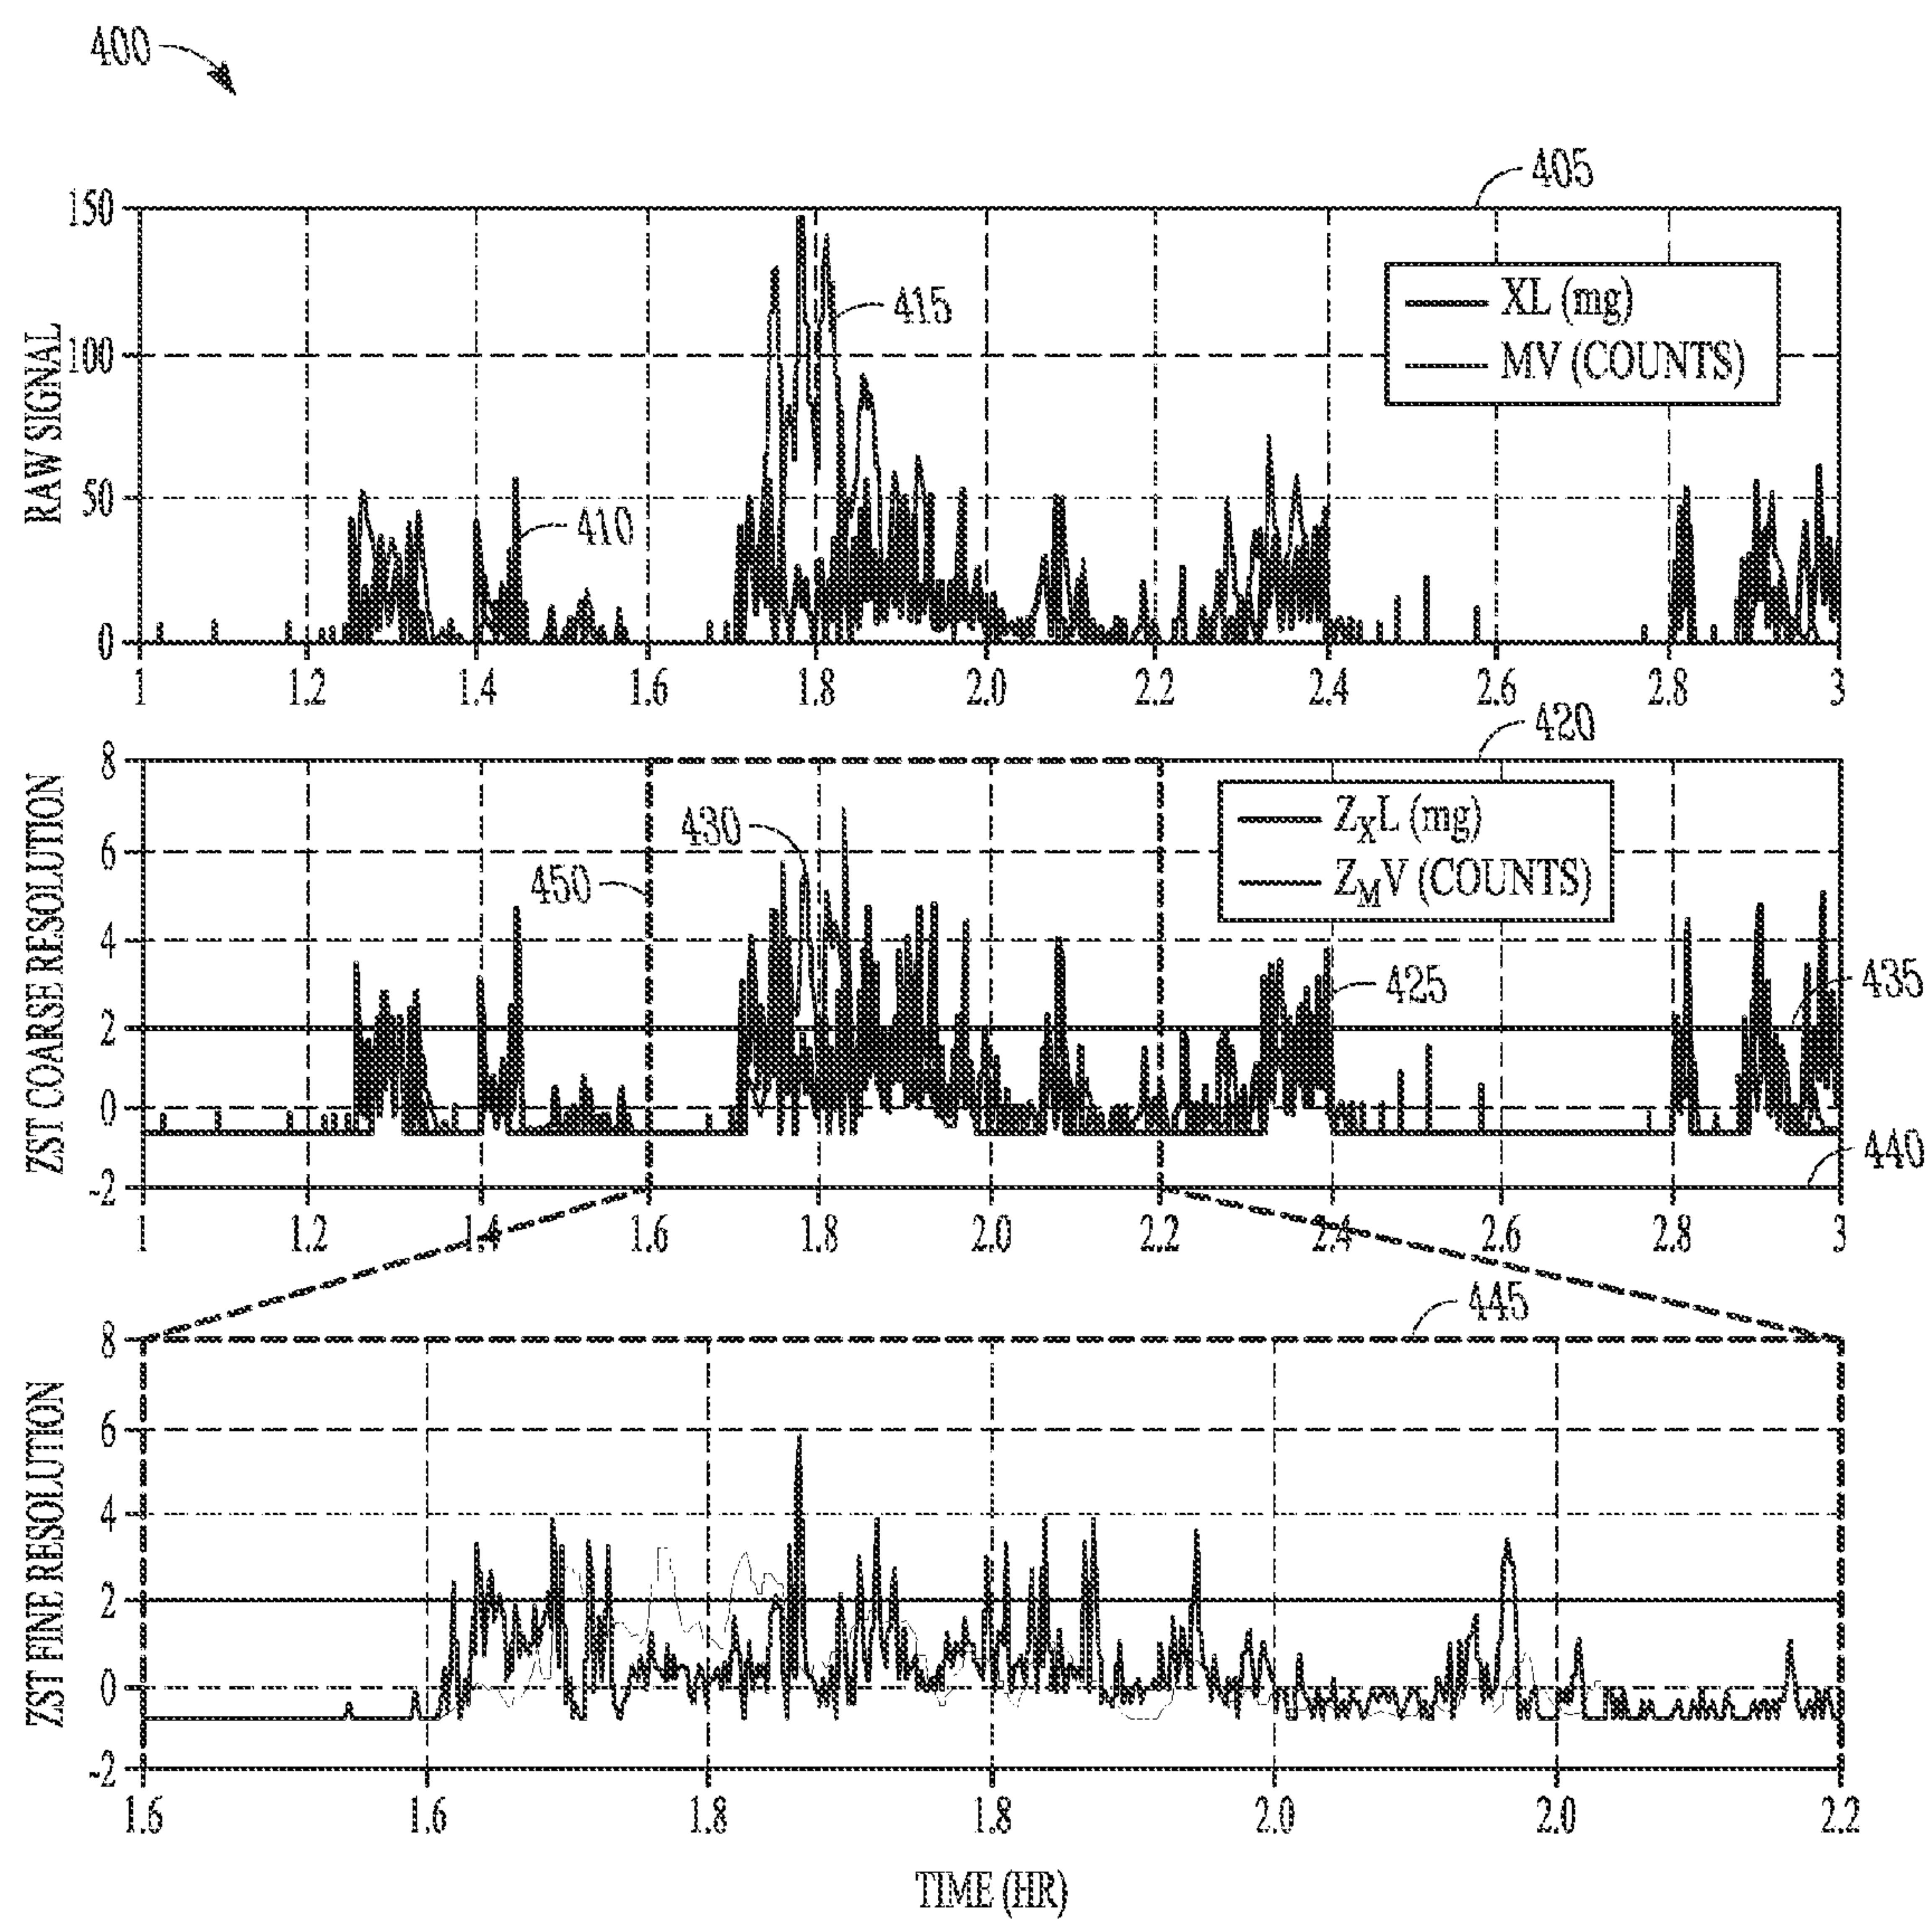 400
405
150
100
50
0
RAW SIGNAL
415
410
XL (mg)
MV (COUNTS)
1 1.2 1.4 1.6 1.8 2.0 2.2 2.4 2.6 2.8 3
420
8
6
4
2
0
-2
ZST COARSE RESOLUTION
430
450
Z_XL (mg)
Z_MV (COUNTS)
425
435
440
1 1.2 1.4 1.6 1.8 2.0 2.2 2.4 2.6 2.8 3
445
8
6
4
2
0
-2
ZST FINE RESOLUTION
1.6 1.6 1.8 1.8 2.0 2.0 2.2
TIME (HR)